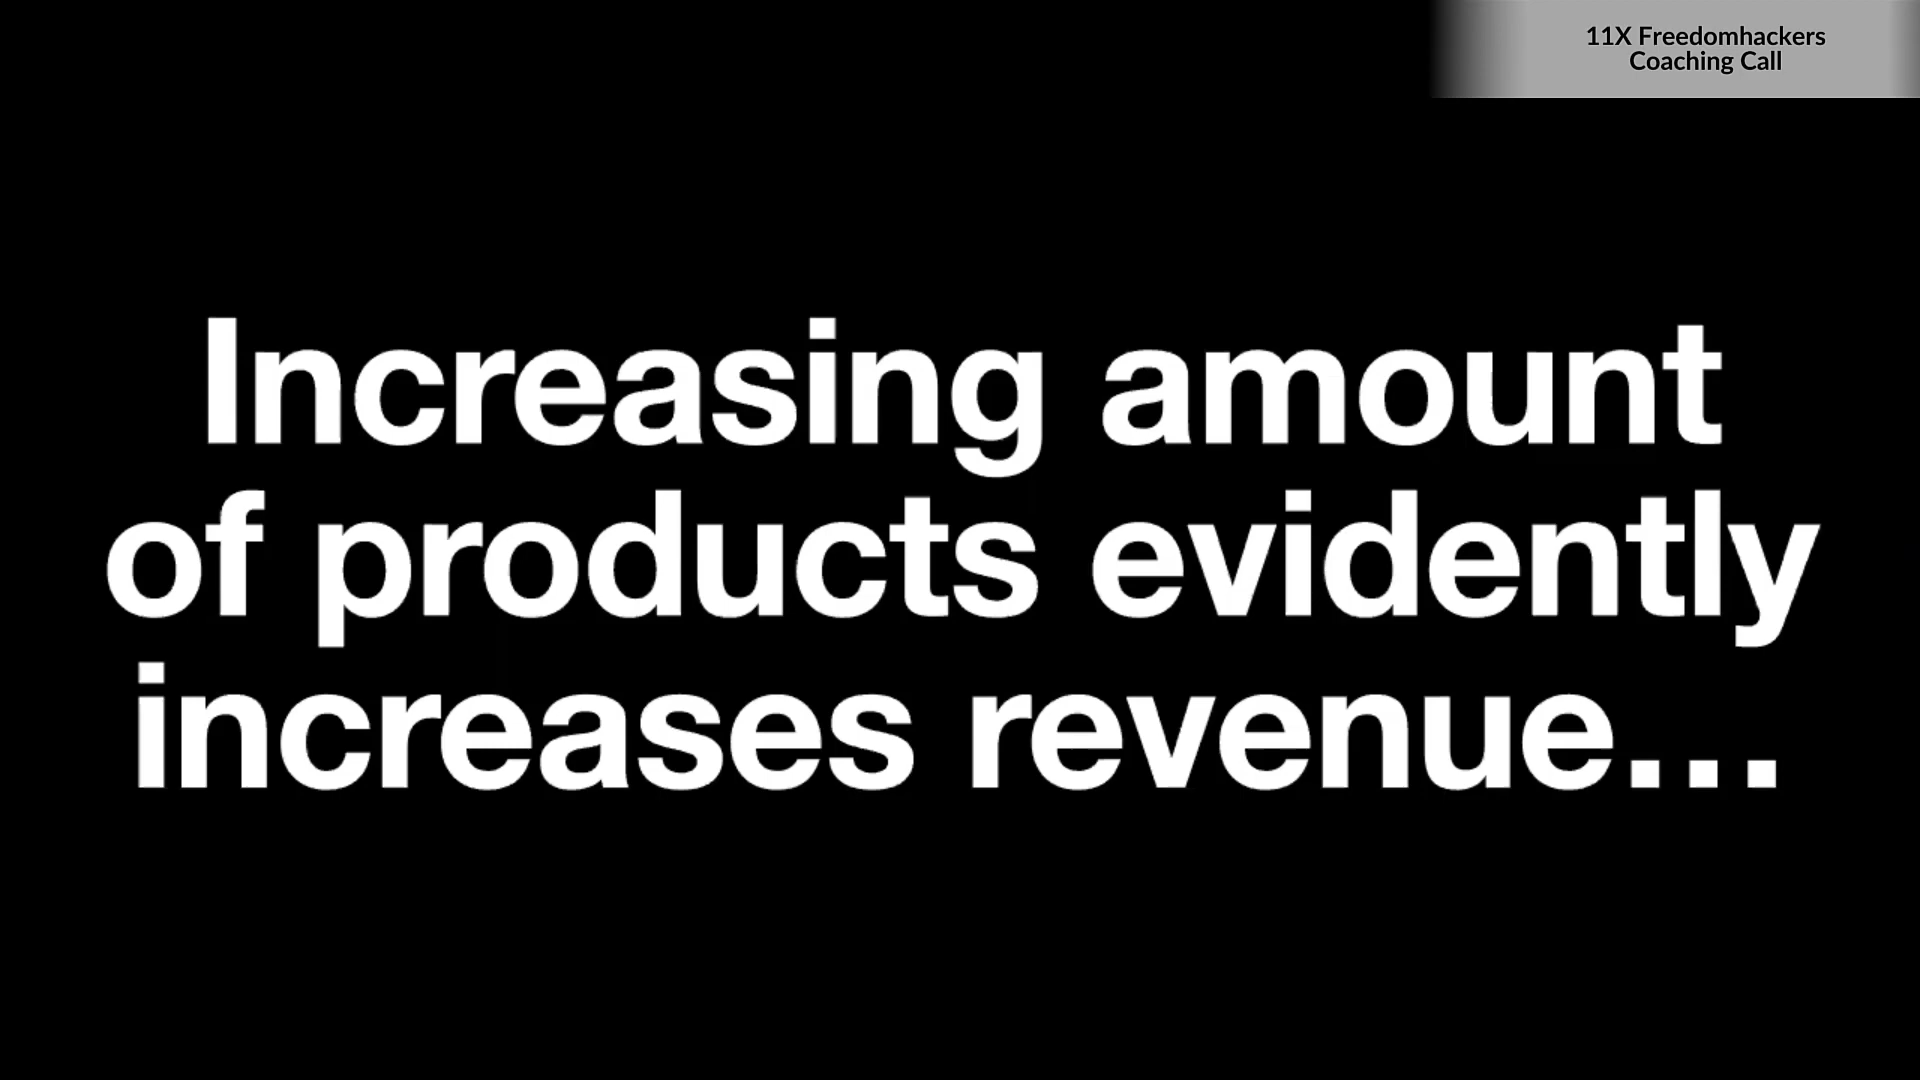 11X Freedomhackers
Coaching Call
Increasing amount
of products evidently
increases revenue...